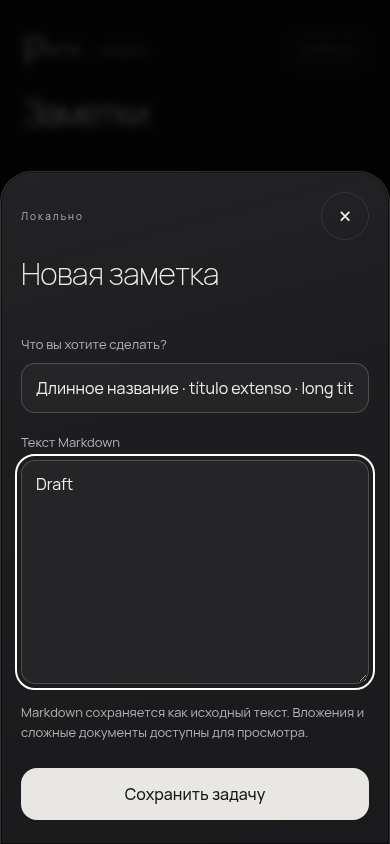 Заметки
Локально
Новая заметка
Что вы хотите сделать?
Длинное название · título extenso · long tit
Текст Markdown
Draft
Markdown сохраняется как исходный текст. Вложения и
сложные документы доступны для просмотра.
Сохранить задачу